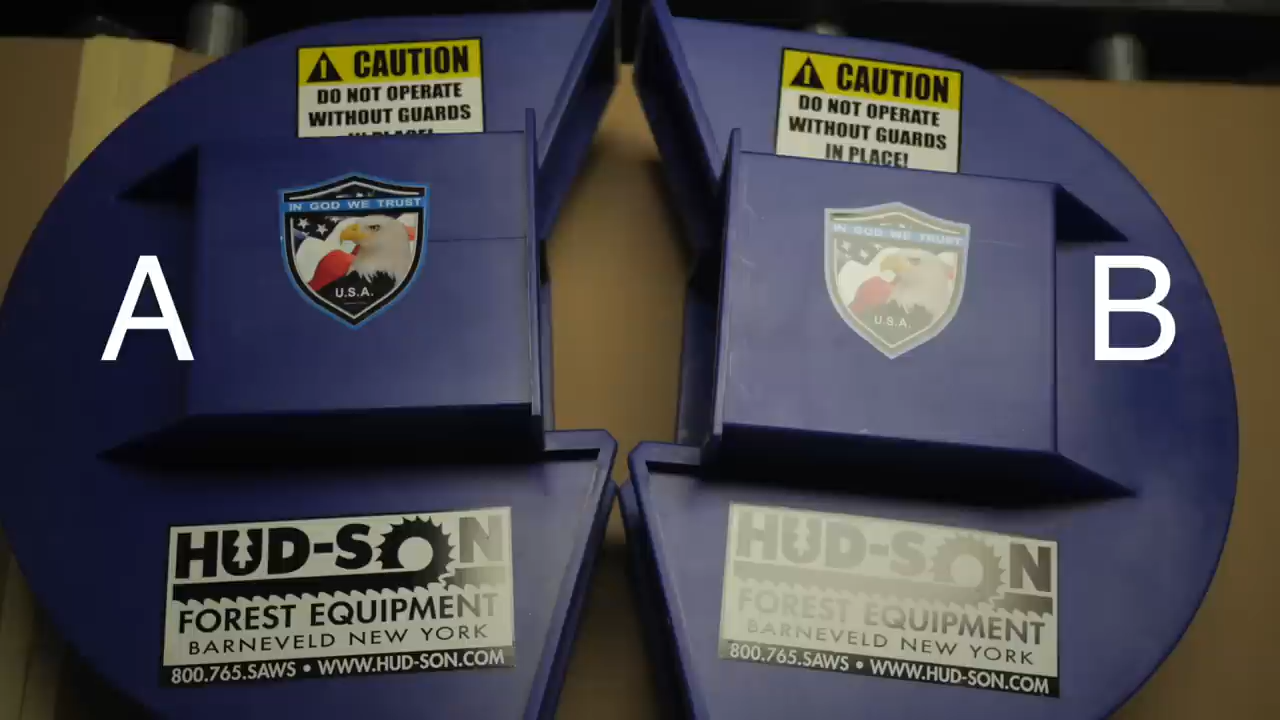 CAUTION
DO NOT OPERATE
WITHOUT GUARDS
IN PLACE!
IN GOD WE TRUST
U.S.A.
A
HUD-SON
FOREST EQUIPMENT
BARNEVELD NEW YORK
800.765.SAWS • WWW.HUD-SON.COM
CAUTION
DO NOT OPERATE
WITHOUT GUARDS
IN PLACE!
IN GOD WE TRUST
U.S.A.
B
HUD-SON
FOREST EQUIPMENT
BARNEVELD NEW YORK
800.765.SAWS • WWW.HUD-SON.COM